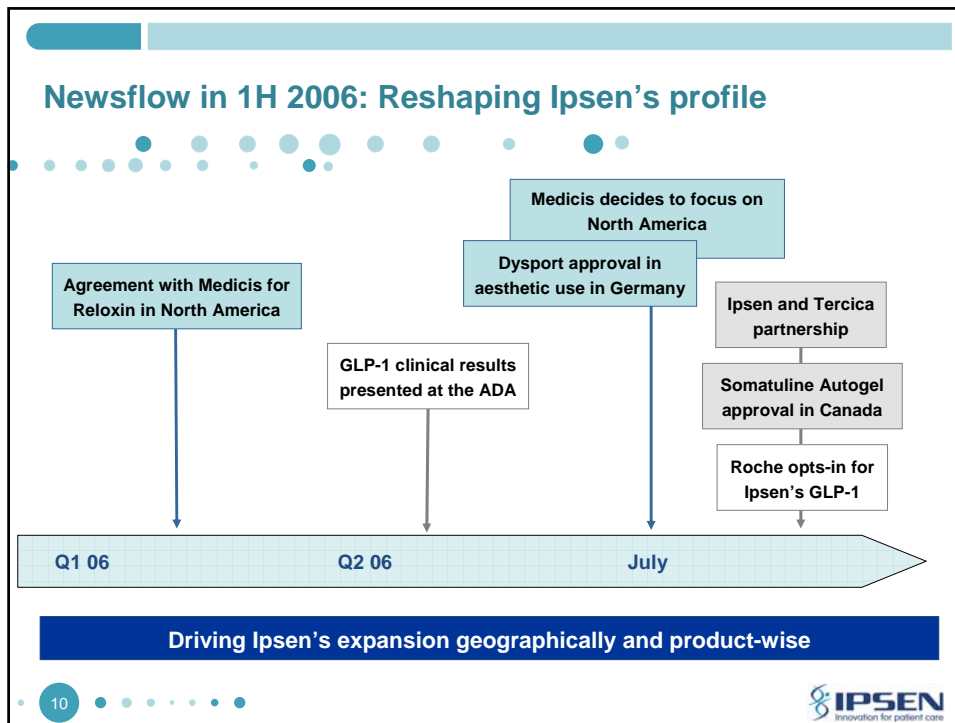 Newsflow in 1H 2006: Reshaping Ipsen's profile
Medicis decides to focus on
North America
Dysport approval in
aesthetic use in Germany
Agreement with Medicis for
Reloxin in North America
Ipsen and Tercica
partnership
GLP-1 clinical results
presented at the ADA
Somatuline Autogel
approval in Canada
Roche opts-in for
Ipsen's GLP-1
Q1 06
Q2 06
July
Driving Ipsen's expansion geographically and product-wise
10
IPSEN
Innovation for patient care